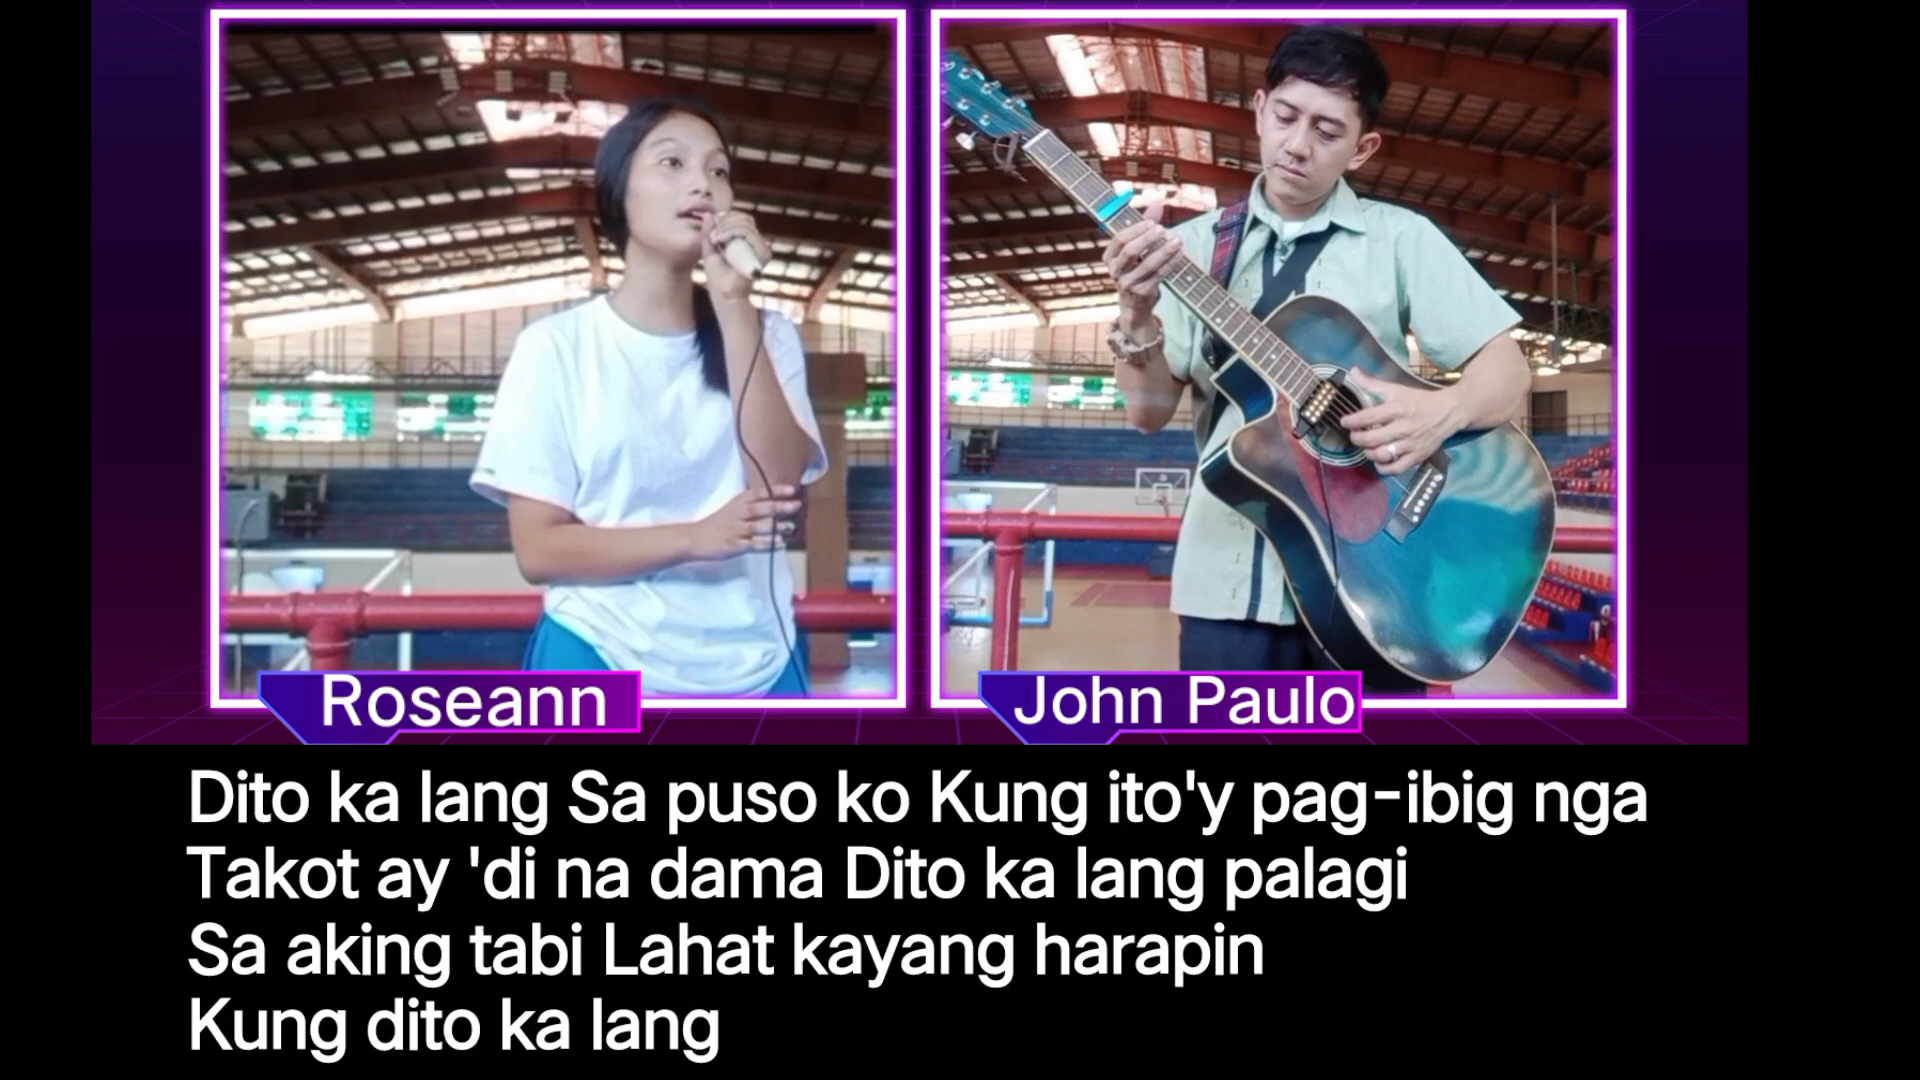 Roseann
John Paulo
Dito ka lang Sa puso ko Kung ito'y pag-ibig nga
Takot ay 'di na dama Dito ka lang palagi
Sa aking tabi Lahat kayang harapin
Kung dito ka lang